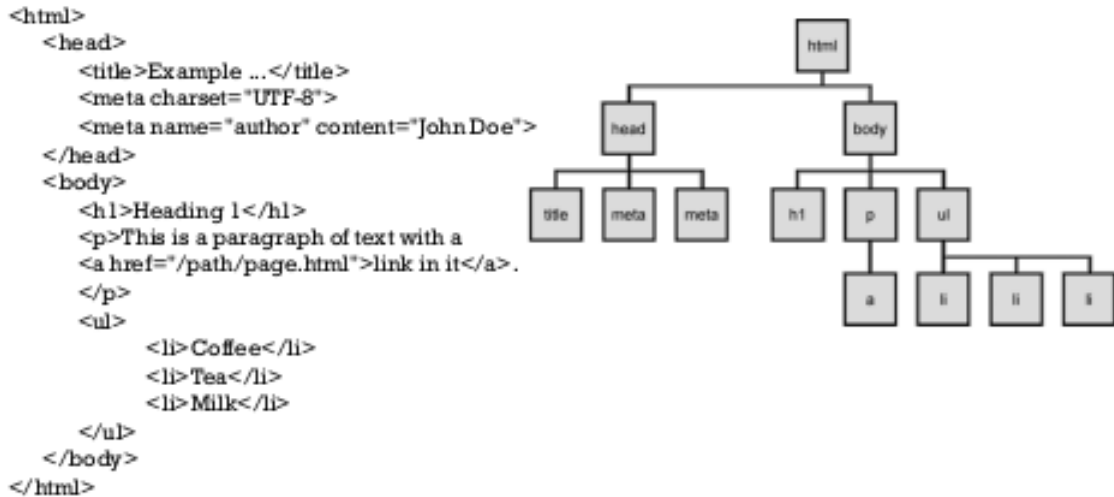 <html>
<head>
<title>Example ...</title>
<meta charset="UTF-8">
<meta name="author" content="John Doe">
</head>
<body>
<h1>Heading 1</h1>
<p>This is a paragraph of text with a
<a href="/path/page.html">link in it</a>.
</p>
<ul>
<li>Coffee</li>
<li>Tea</li>
<li>Milk</li>
</ul>
</body>
</html>
html
head body
title meta meta h1 p ul
a li li li